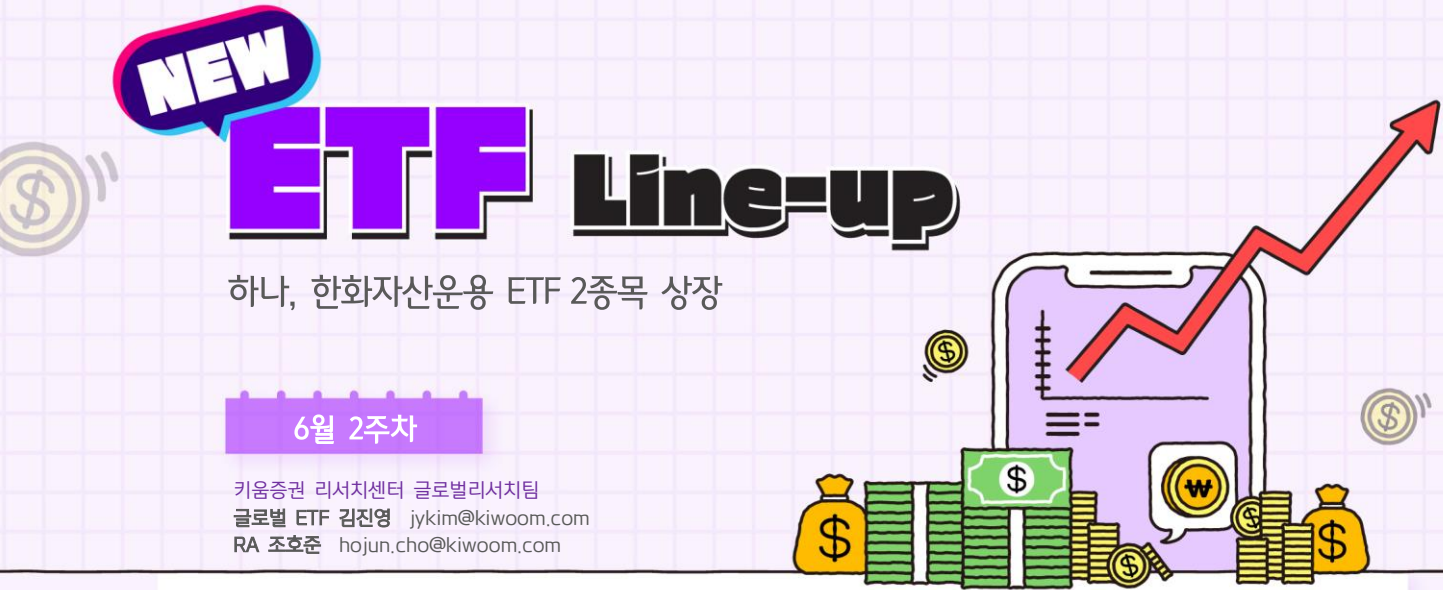 NEW
ETF Line-up
하나, 한화자산운용 ETF 2종목 상장
6월 2주차
키움증권 리서치센터 글로벌리서치팀
글로벌 ETF 김진영 jykim@kiwoom.com
RA 조호준 hojun.cho@kiwoom.com
$
$
$
$
₩
$
$
$
$